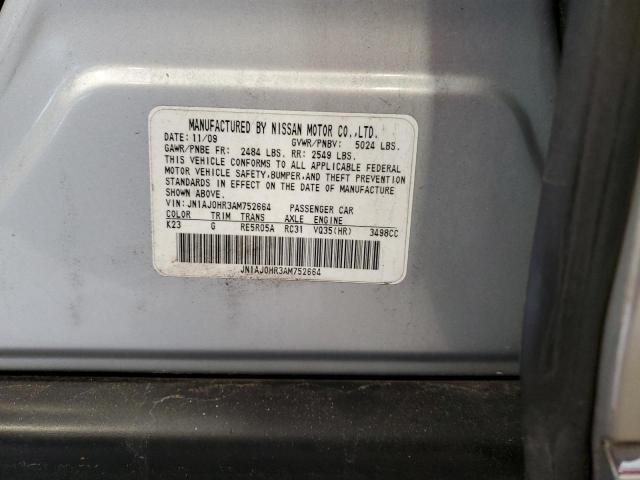 MANUFACTURED BY NISSAN MOTOR CO.,LTD.
DATE: 11/09 GVWR/PNBV: 5024 LBS.
GAWR/PNBE FR: 2484 LBS. RR: 2549 LBS.
THIS VEHICLE CONFORMS TO ALL APPLICABLE FEDERAL
MOTOR VEHICLE SAFETY,BUMPER,AND THEFT PREVENTION
STANDARDS IN EFFECT ON THE DATE OF MANUFACTURE
SHOWN ABOVE.
VIN: JN1AJ0HR3AM752664 PASSENGER CAR
COLOR TRIM TRANS AXLE ENGINE
K23 G RE5R05A RC31 VQ35(HR) 3498CC
JN1AJ0HR3AM752664